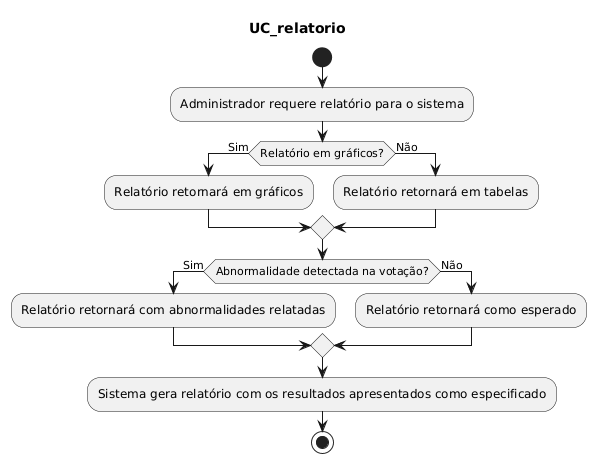 UC_relatorio
Administrador requere relatório para o sistema
Sim
Relatório em gráficos?
Não
Relatório retornará em gráficos
Relatório retornará em tabelas
Sim
Abnormalidade detectada na votação?
Não
Relatório retornará com abnormalidades relatadas
Relatório retornará como esperado
Sistema gera relatório com os resultados apresentados como especificado